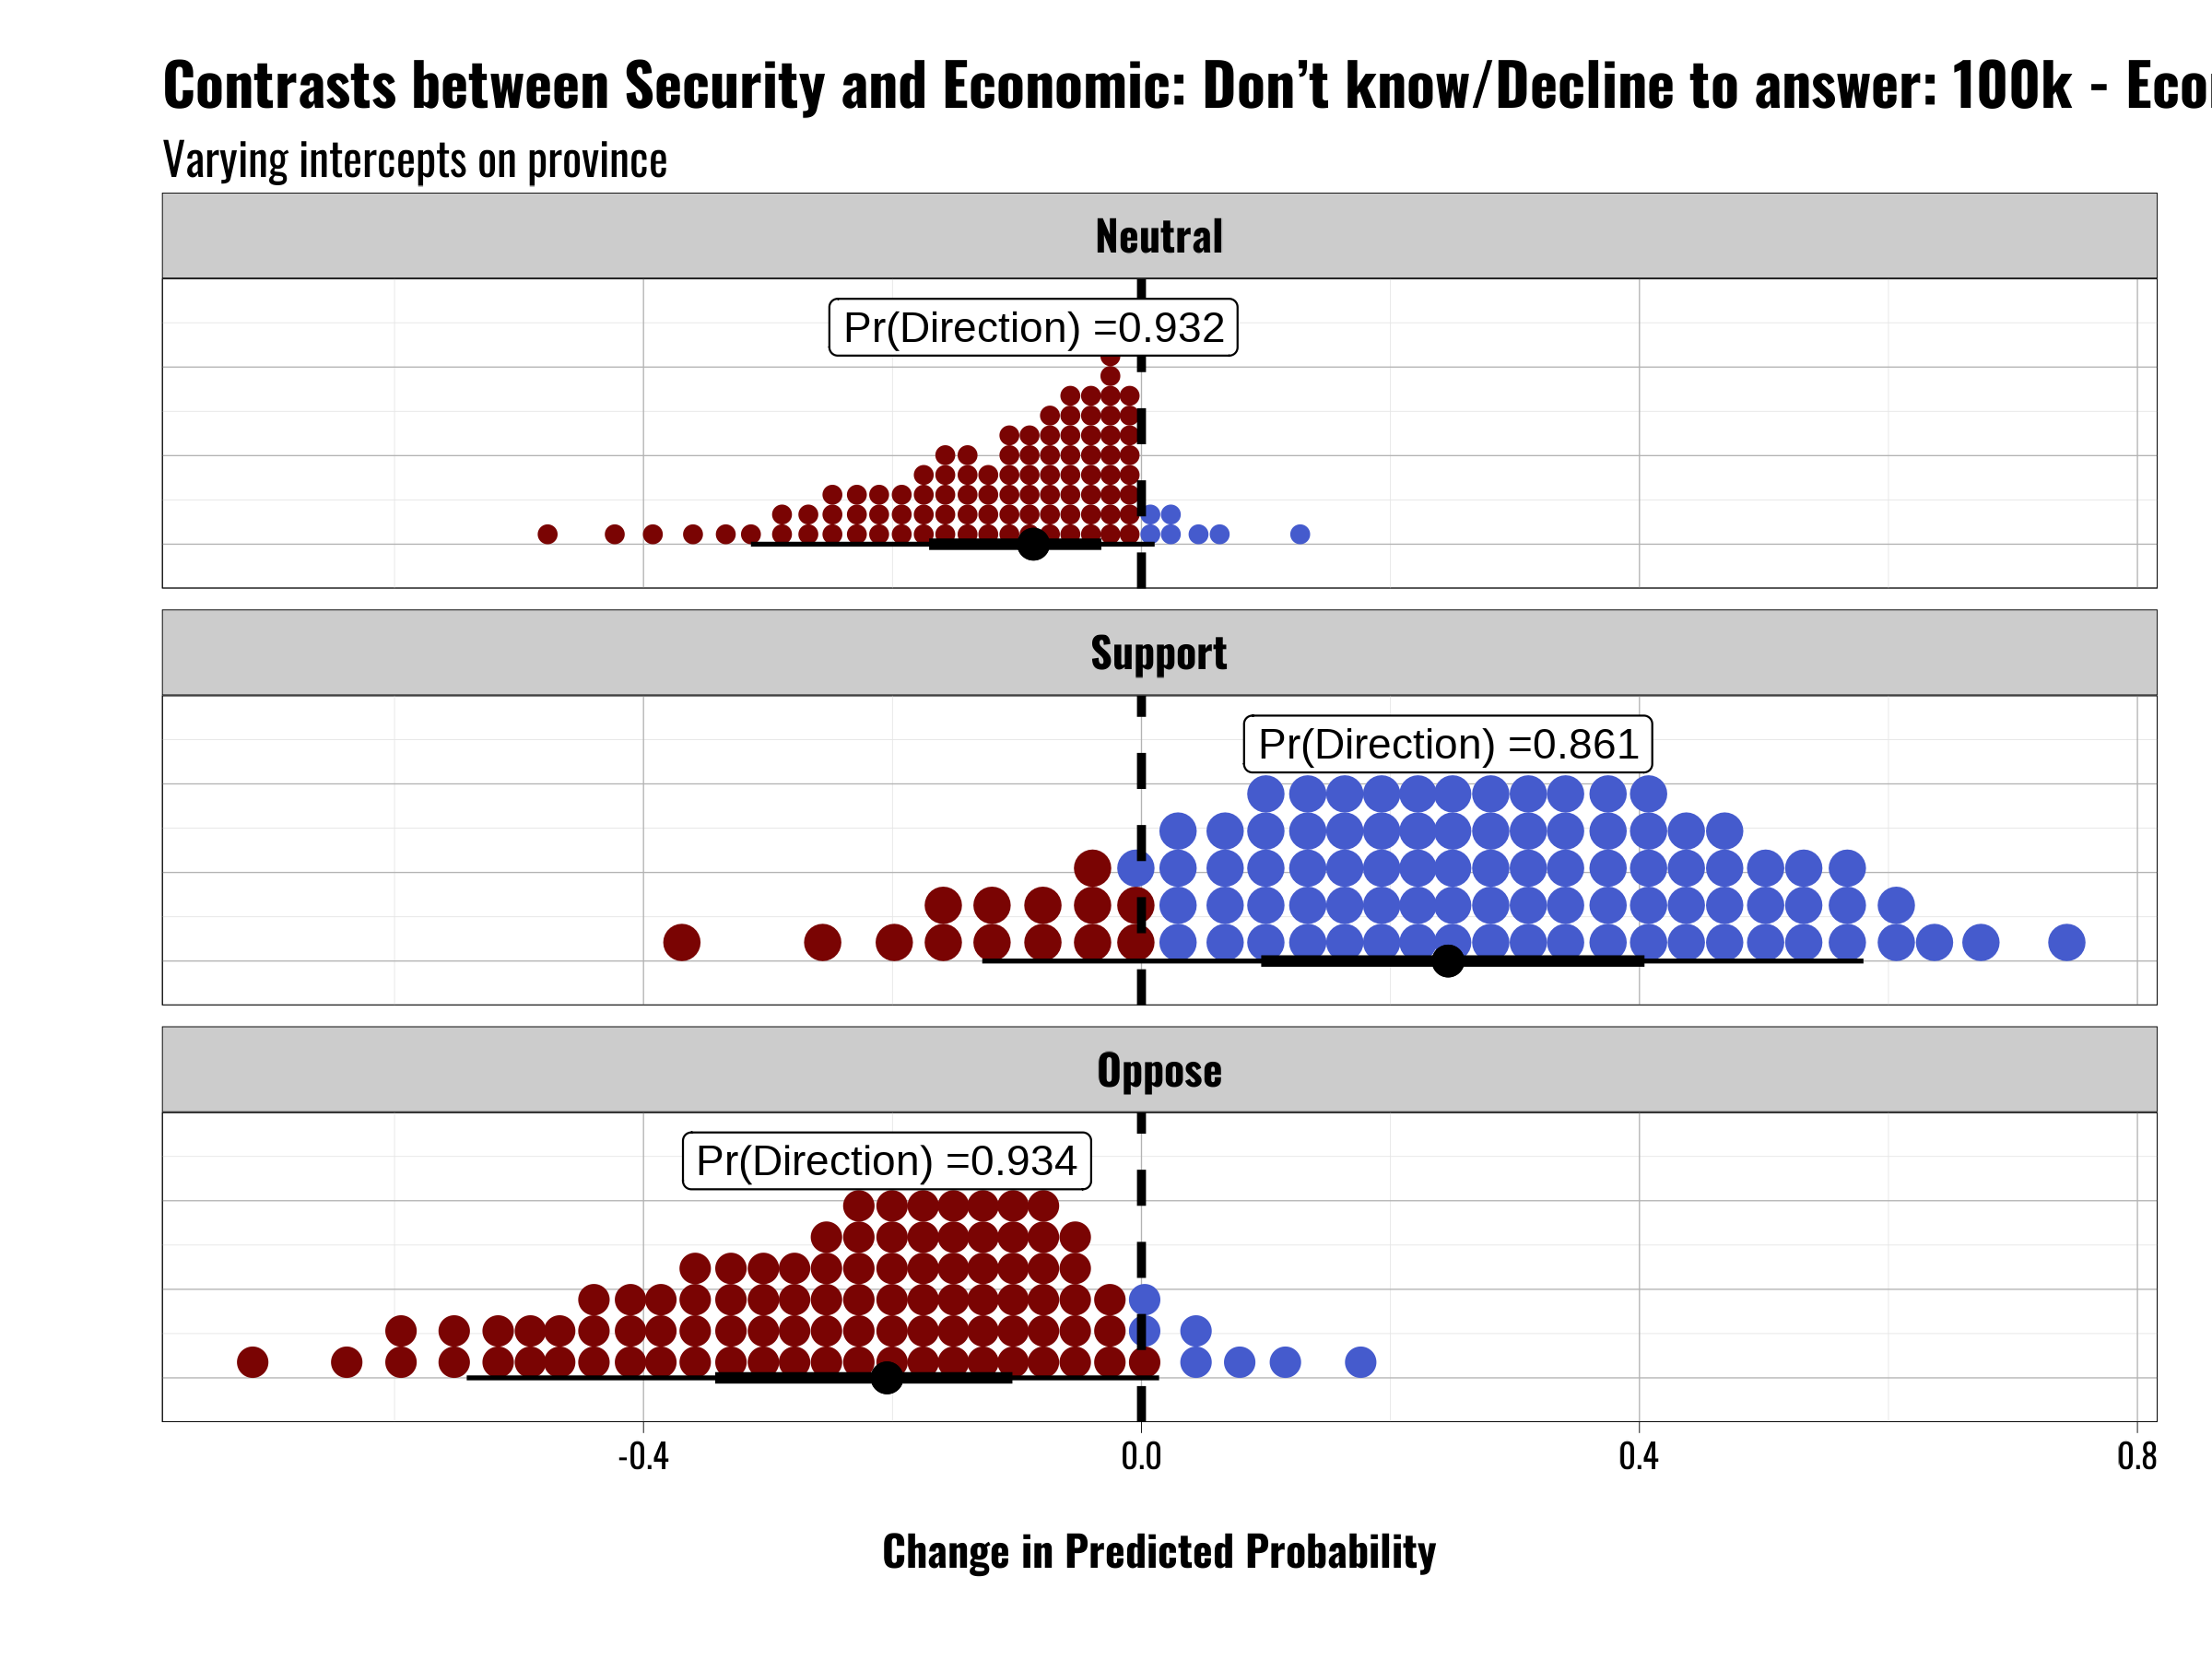 Contrasts between Security and Economic: Don’t know/Decline to answer: 100k - Eco
Varying intercepts on province
Neutral
Pr(Direction) =0.932
Support
Pr(Direction) =0.861
Oppose
Pr(Direction) =0.934
-0.4 0.0 0.4 0.8
Change in Predicted Probability